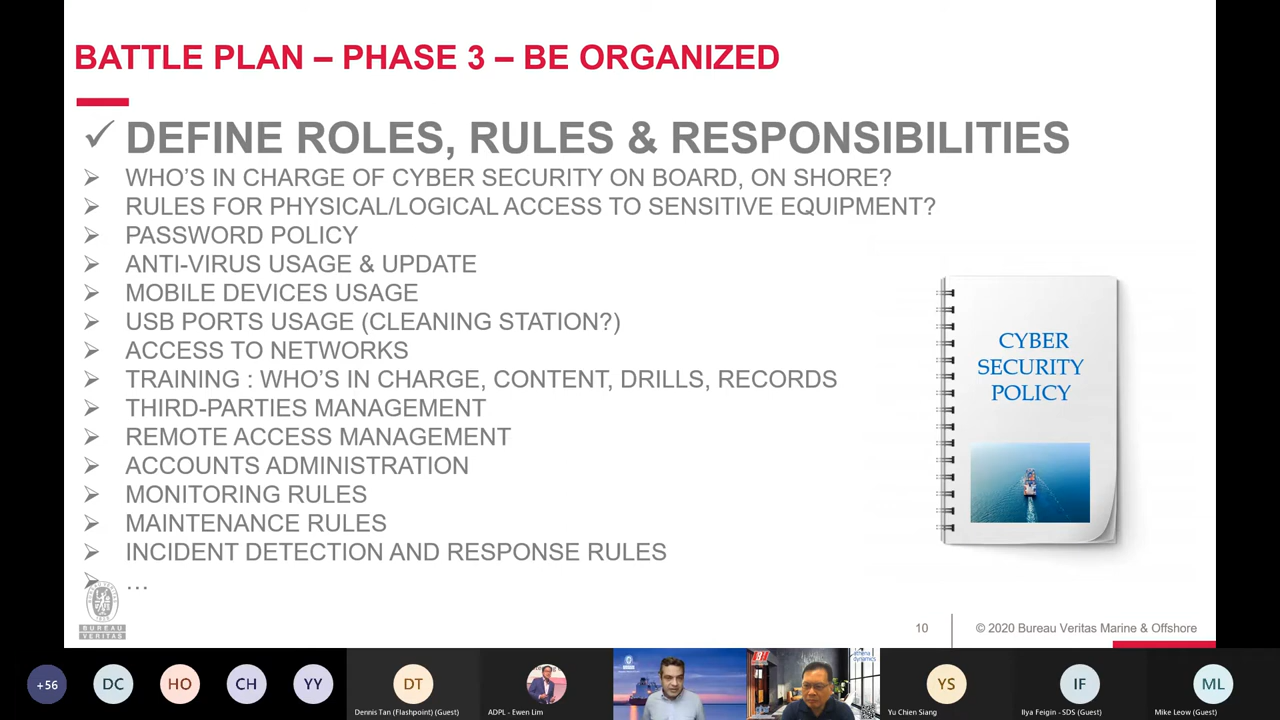 BATTLE PLAN – PHASE 3 – BE ORGANIZED
✓ DEFINE ROLES, RULES & RESPONSIBILITIES
➢ WHO'S IN CHARGE OF CYBER SECURITY ON BOARD, ON SHORE?
➢ RULES FOR PHYSICAL/LOGICAL ACCESS TO SENSITIVE EQUIPMENT?
➢ PASSWORD POLICY
➢ ANTI-VIRUS USAGE & UPDATE
➢ MOBILE DEVICES USAGE
➢ USB PORTS USAGE (CLEANING STATION?)
➢ ACCESS TO NETWORKS
➢ TRAINING : WHO'S IN CHARGE, CONTENT, DRILLS, RECORDS
➢ THIRD-PARTIES MANAGEMENT
➢ REMOTE ACCESS MANAGEMENT
➢ ACCOUNTS ADMINISTRATION
➢ MONITORING RULES
➢ MAINTENANCE RULES
➢ INCIDENT DETECTION AND RESPONSE RULES
➢ …
CYBER
SECURITY
POLICY
BUREAU
VERITAS
10
© 2020 Bureau Veritas Marine & Offshore
+56
DC
HO
CH
YY
DT
Dennis Tan (Flashpoint) (Guest)
ADPL - Ewen Lim
athena
dynamics
YS
Yu Chien Siang
IF
Ilya Feigin - SDS (Guest)
ML
Mike Leow (Guest)